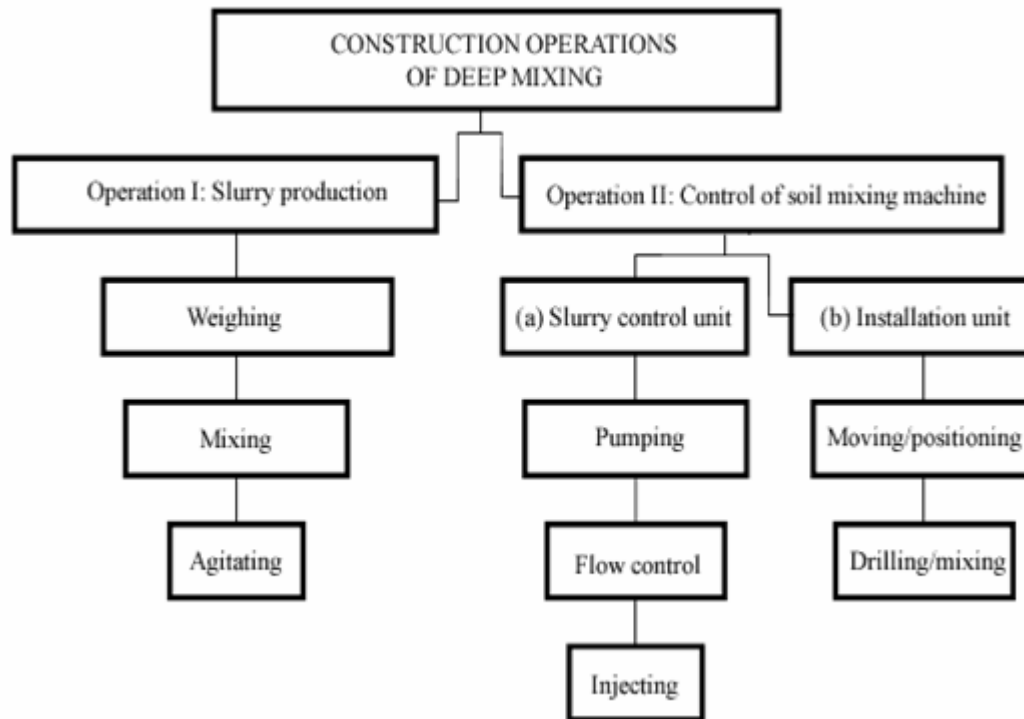 CONSTRUCTION OPERATIONS
OF DEEP MIXING
Operation I: Slurry production
Operation II: Control of soil mixing machine
Weighing
(a) Slurry control unit
(b) Installation unit
Mixing
Pumping
Moving/positioning
Agitating
Flow control
Drilling/mixing
Injecting